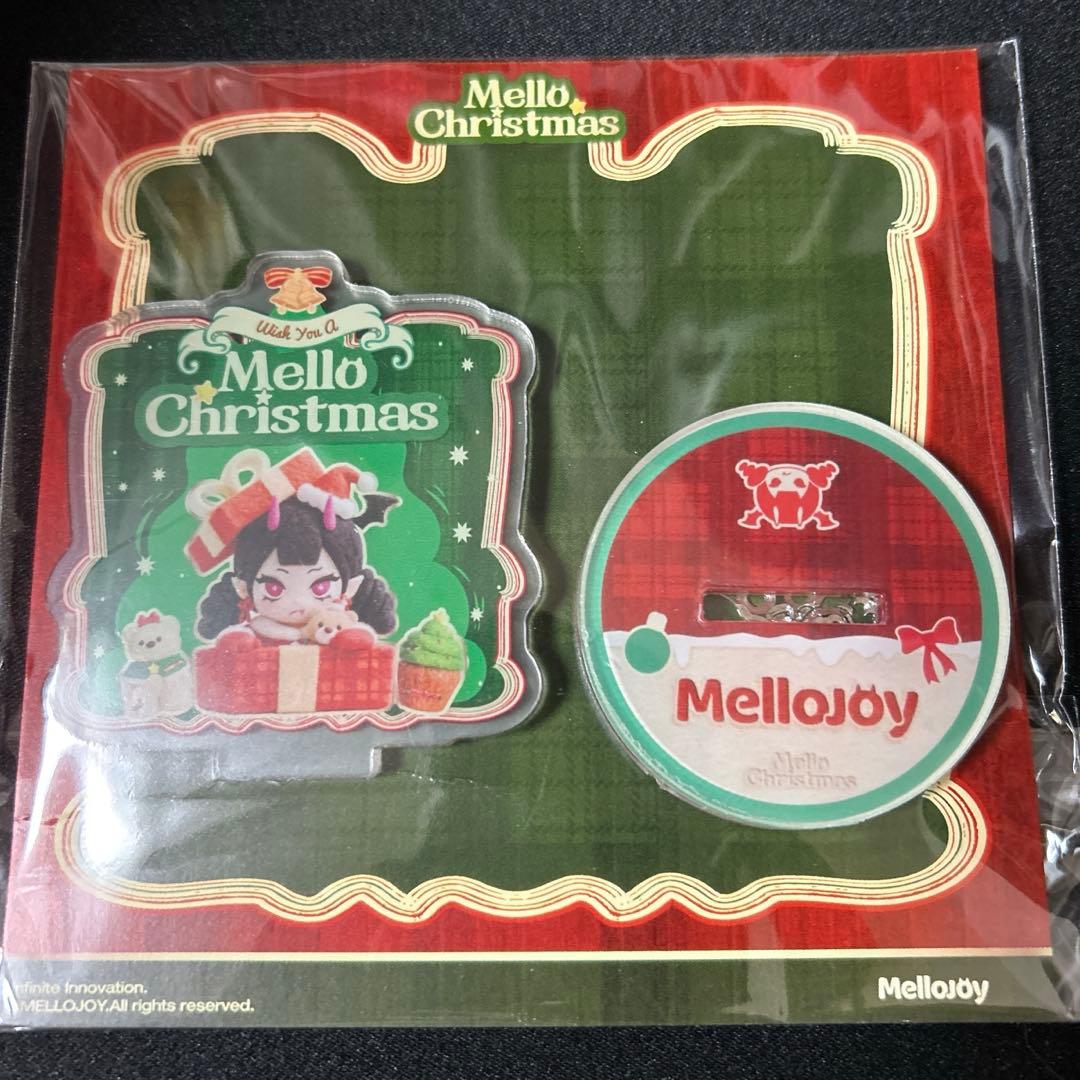 Mello
Christmas
Wish You A
Mello
Christmas
MelloJOY
Mello
Christmas
nfinite Innovation.
MELLOJOY.All rights reserved.
MelloJOY